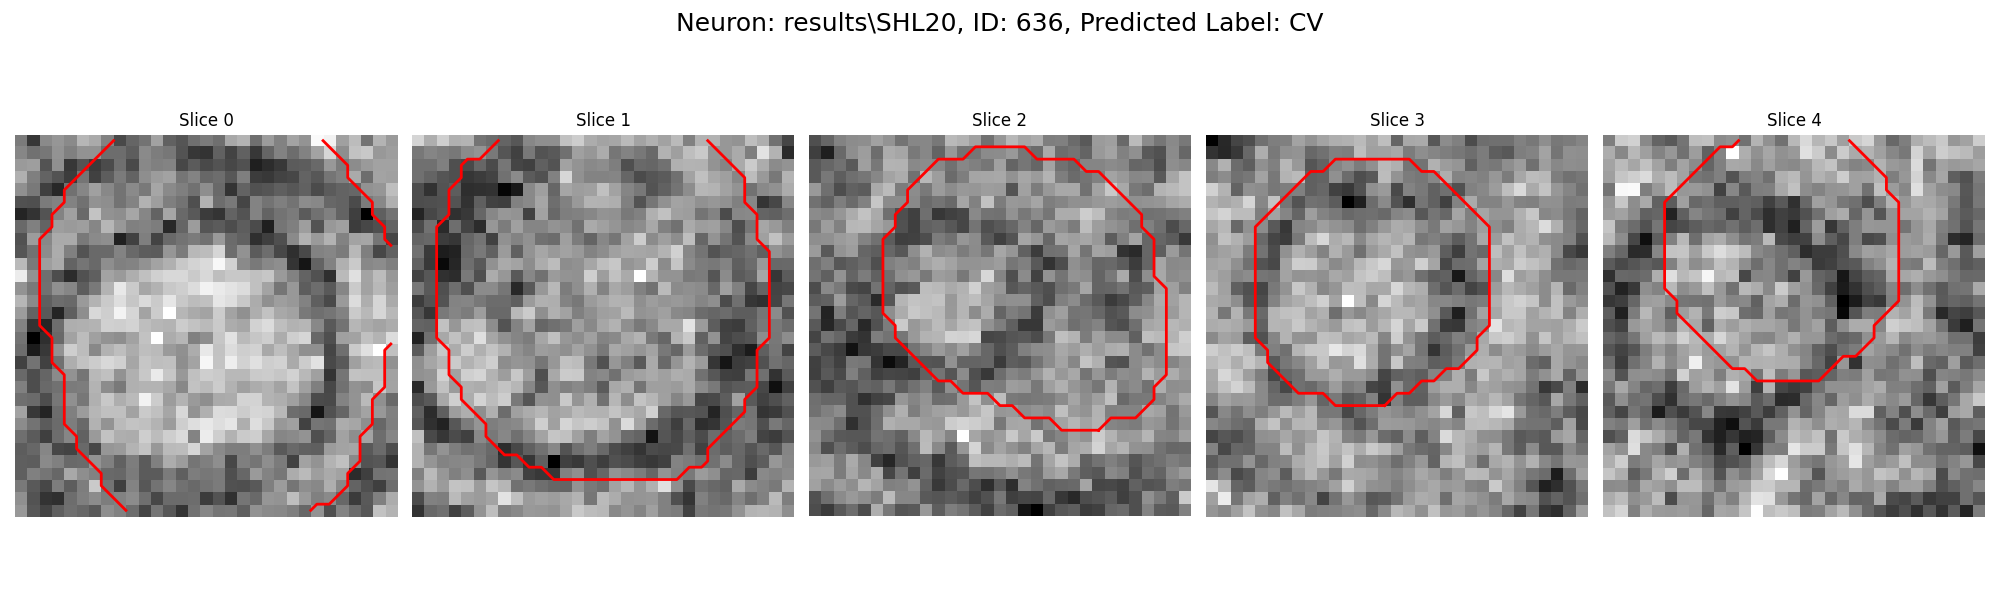 Neuron: results\SHL20, ID: 636, Predicted Label: CV
Slice 0
Slice 1
Slice 2
Slice 3
Slice 4